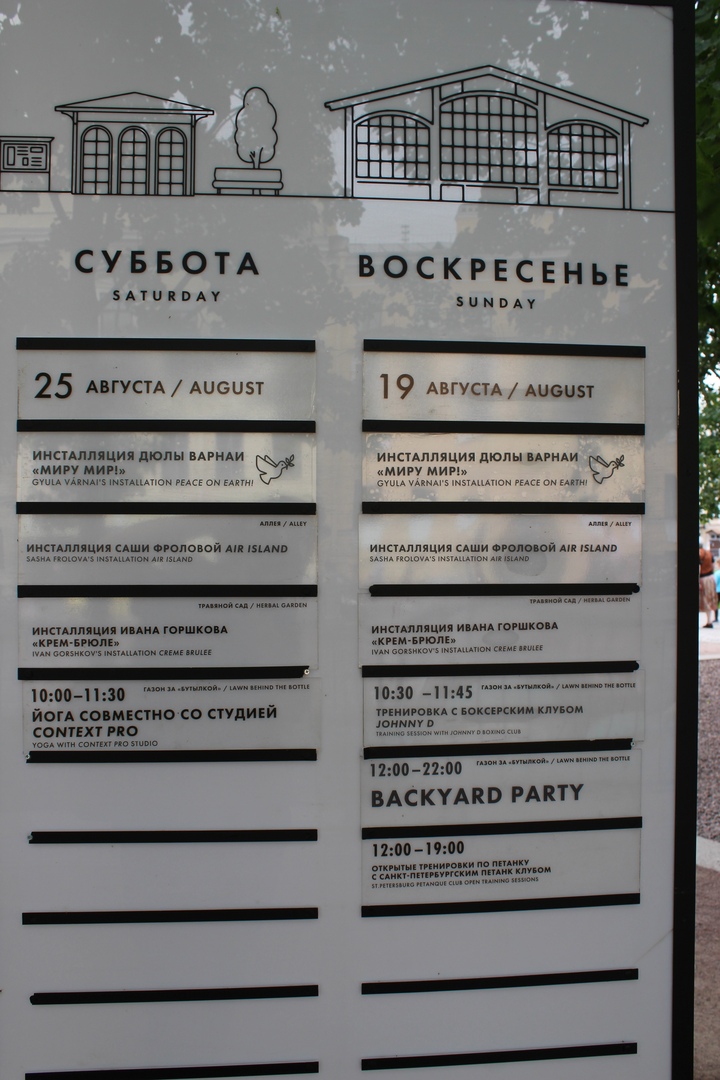 СУББОТА
SATURDAY
25 АВГУСТА / AUGUST
ИНСТАЛЛЯЦИЯ ДЮЛЫ ВАРНАИ
«МИРУ МИР!»
GYULA VÁRNAI'S INSTALLATION PEACE ON EARTH!
АЛЛЕЯ / ALLEY
ИНСТАЛЛЯЦИЯ САШИ ФРОЛОВОЙ AIR ISLAND
SASHA FROLOVA'S INSTALLATION AIR ISLAND
ТРАВЯНОЙ САД / HERBAL GARDEN
ИНСТАЛЛЯЦИЯ ИВАНА ГОРШКОВА
«КРЕМ-БРЮЛЕ»
IVAN GORSHKOV'S INSTALLATION CREME BRULEE
10:00–11:30 ГАЗОН ЗА «БУТЫЛКОЙ» / LAWN BEHIND THE BOTTLE
ЙОГА СОВМЕСТНО СО СТУДИЕЙ
CONTEXT PRO
YOGA WITH CONTEXT PRO STUDIO
ВОСКРЕСЕНЬЕ
SUNDAY
19 АВГУСТА / AUGUST
ИНСТАЛЛЯЦИЯ ДЮЛЫ ВАРНАИ
«МИРУ МИР!»
GYULA VÁRNAI'S INSTALLATION PEACE ON EARTH!
АЛЛЕЯ / ALLEY
ИНСТАЛЛЯЦИЯ САШИ ФРОЛОВОЙ AIR ISLAND
SASHA FROLOVA'S INSTALLATION AIR ISLAND
ТРАВЯНОЙ САД / HERBAL GARDEN
ИНСТАЛЛЯЦИЯ ИВАНА ГОРШКОВА
«КРЕМ-БРЮЛЕ»
IVAN GORSHKOV'S INSTALLATION CREME BRULEE
10:30 –11:45 ГАЗОН ЗА «БУТЫЛКОЙ» / LAWN BEHIND THE BOTTLE
ТРЕНИРОВКА С БОКСЕРСКИМ КЛУБОМ
JOHNNY D
TRAINING SESSION WITH JOHNNY D BOXING CLUB
12:00–22:00 ГАЗОН ЗА «БУТЫЛКОЙ» / LAWN BEHIND THE BOTTLE
BACKYARD PARTY
12:00–19:00
ОТКРЫТЫЕ ТРЕНИРОВКИ ПО ПЕТАНКУ
С САНКТ-ПЕТЕРБУРГСКИМ ПЕТАНК КЛУБОМ
ST.PETERSBURG PETANQUE CLUB OPEN TRAINING SESSIONS